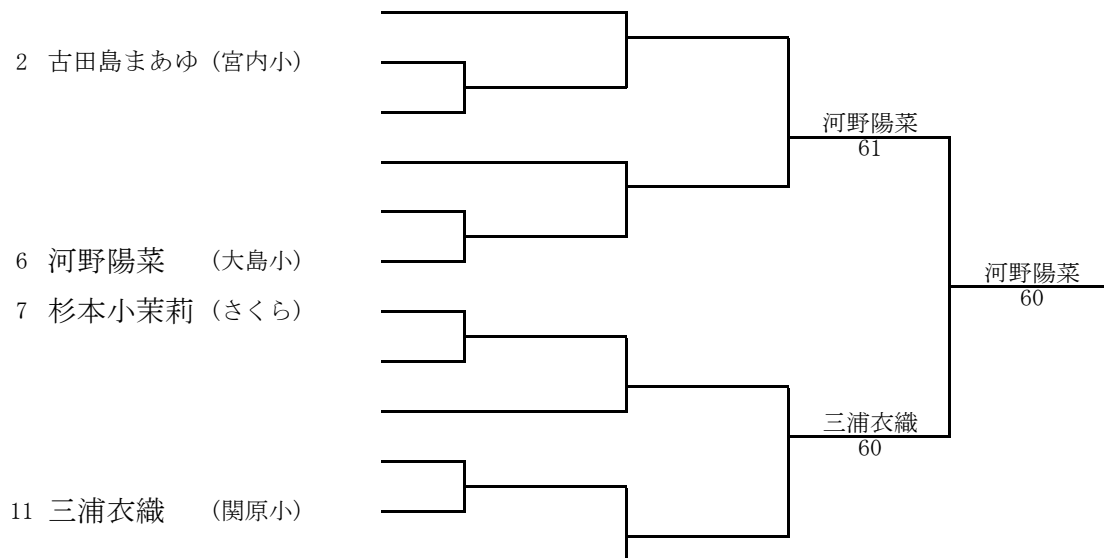 2 古田島まあゆ (宮内小)
河野陽菜
61
6 河野陽菜 (大島小)
河野陽菜
60
7 杉本小茉莉 (さくら)
三浦衣織
60
11 三浦衣織 (関原小)